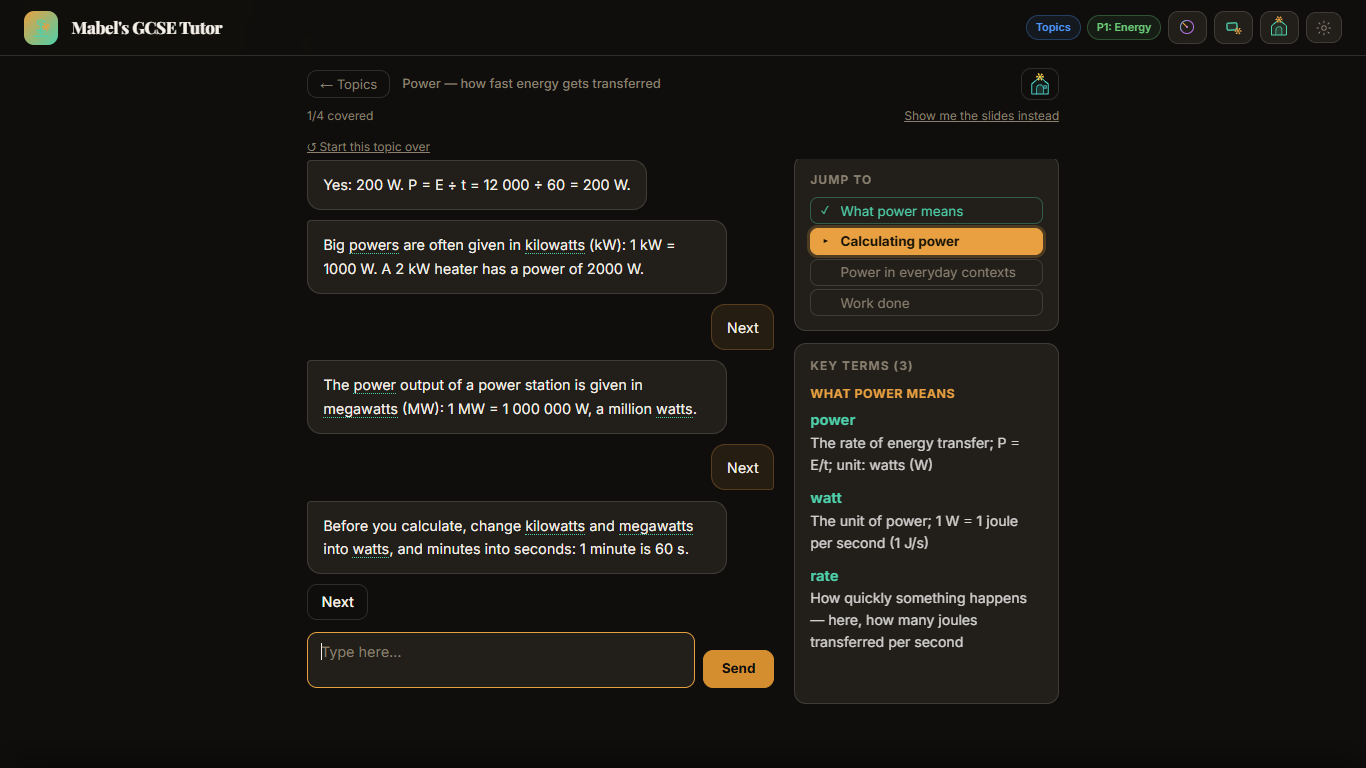 Mabel's GCSE Tutor
Topics
P1: Energy
← Topics
Power — how fast energy gets transferred
1/4 covered
Show me the slides instead
↺ Start this topic over
Yes: 200 W. P = E ÷ t = 12 000 ÷ 60 = 200 W.
Big powers are often given in kilowatts (kW): 1 kW =
1000 W. A 2 kW heater has a power of 2000 W.
Next
The power output of a power station is given in
megawatts (MW): 1 MW = 1 000 000 W, a million watts.
Next
Before you calculate, change kilowatts and megawatts
into watts, and minutes into seconds: 1 minute is 60 s.
Next
Type here...
Send
JUMP TO
✓ What power means
▸ Calculating power
Power in everyday contexts
Work done
KEY TERMS (3)
WHAT POWER MEANS
power
The rate of energy transfer; P =
E/t; unit: watts (W)
watt
The unit of power; 1 W = 1 joule
per second (1 J/s)
rate
How quickly something happens
— here, how many joules
transferred per second